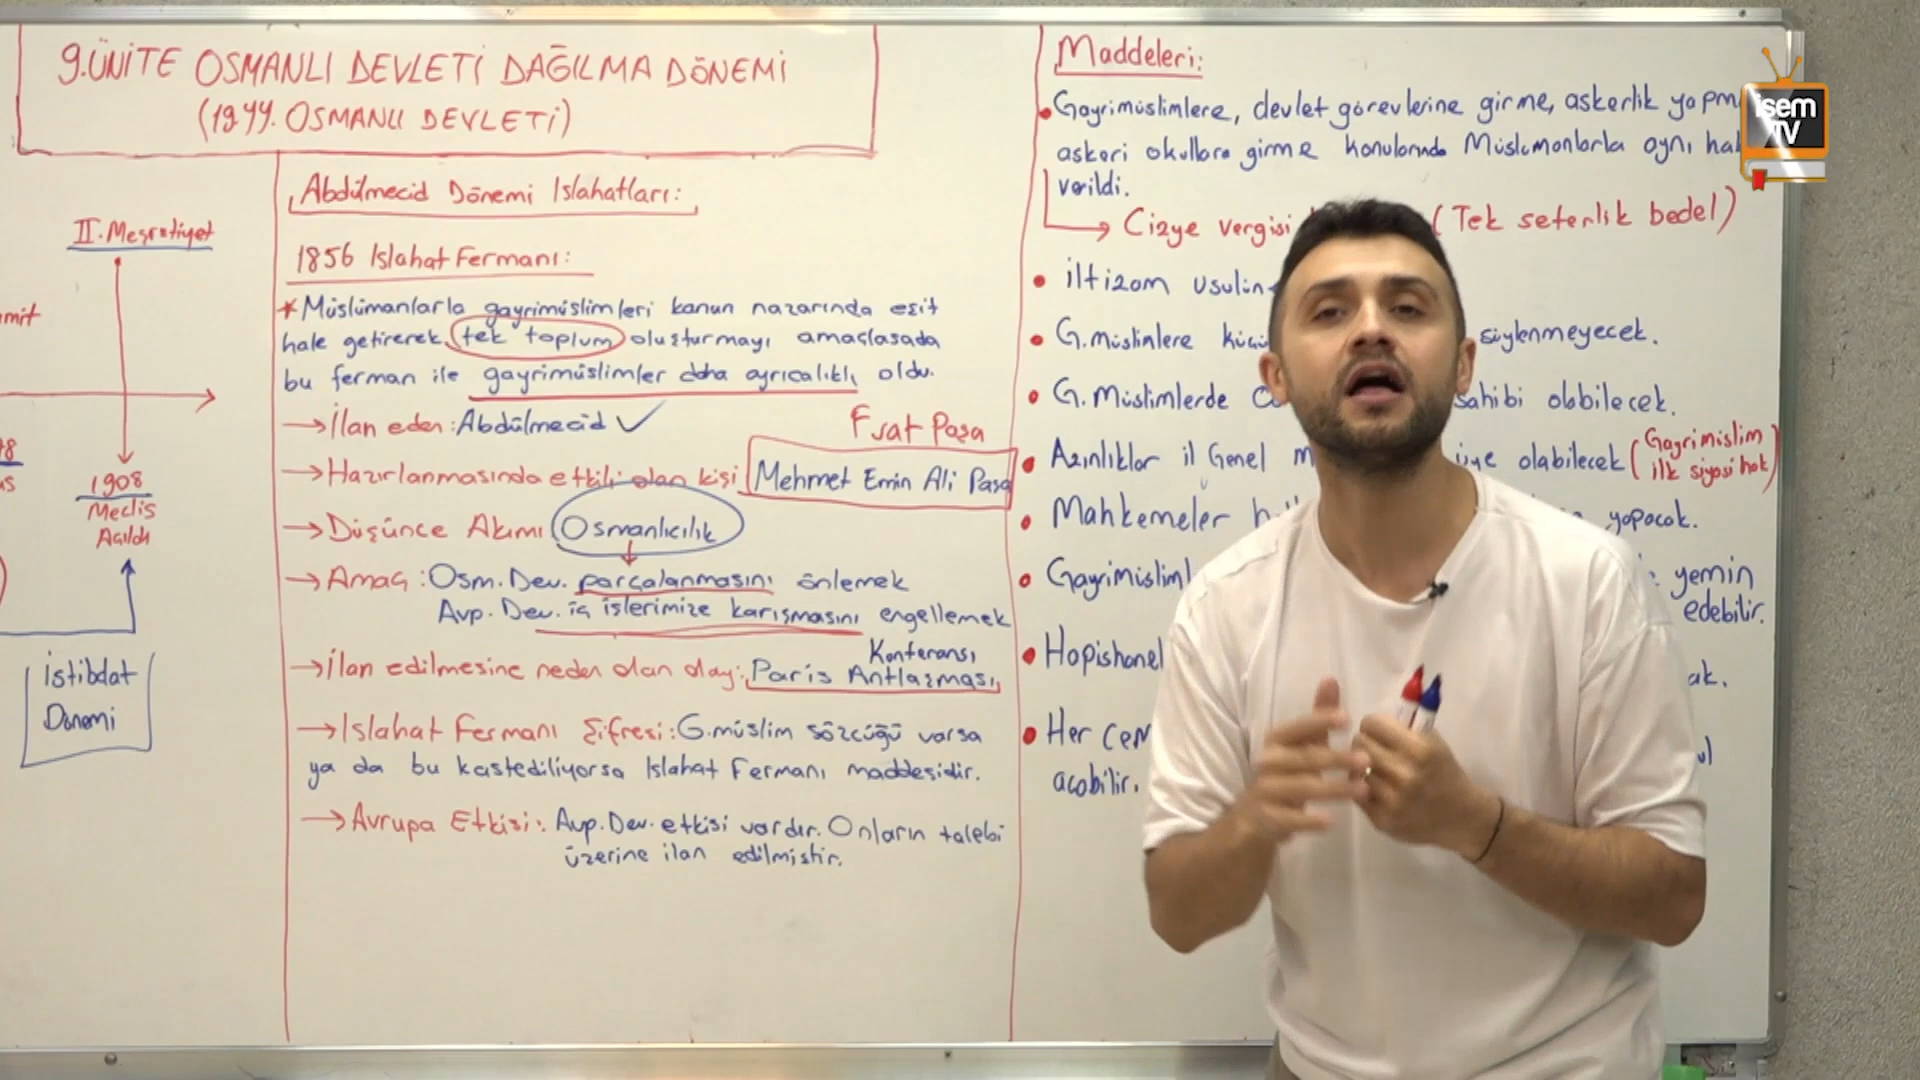 9.ÜNİTE OSMANLI DEVLETİ DAĞILMA DÖNEMİ
(19.YY. OSMANLI DEVLETİ)
II. Meşrutiyet
1908
Meclis
Açıldı
İstibdat
Dönemi
Abdülmecid Dönemi Islahatları:
1856 Islahat Fermanı:
* Müslümanlarla gayrimüslimleri kanun nazarında eşit
hale getirerek tek toplum oluşturmayı amaçlasada
bu ferman ile gayrimüslimler daha ayrıcalıklı oldu.
→ İlan eden: Abdülmecid ✓
Fuat Paşa
→ Hazırlanmasında etkili olan kişi Mehmet Emin Ali Paşa
→ Düşünce Akımı Osmanlıcılık
→ Amaç: Osm. Dev. parçalanmasını önlemek
Avp. Dev. iç işlerimize karışmasını engellemek
Konferansı
→ İlan edilmesine neden olan olay: Paris Antlaşması
→ Islahat Fermanı Şifresi: G.müslim sözcüğü varsa
ya da bu kastediliyorsa Islahat Fermanı maddesidir.
→ Avrupa Etkisi: Avp. Dev. etkisi vardır. Onların talebi
üzerine ilan edilmiştir.
Maddeleri:
• Gayrimüslimlere, devlet görevlerine girme, askerlik
askeri okullara girme konularında Müslümanlarla aynı
verildi.
→ Cizye vergisi (Tek seferlik bedel)
• İltizam
• G.müslimlere söylenmeyecek.
• G.Müslimlerde sahibi olabilecek.
• Azınlıklar il Genel olabilecek (Gayrimüslim
ilk siyasi hak)
• Mahkemeler yapacak.
• yemin
edebilir.
• Her
açabilir.
isem
TV